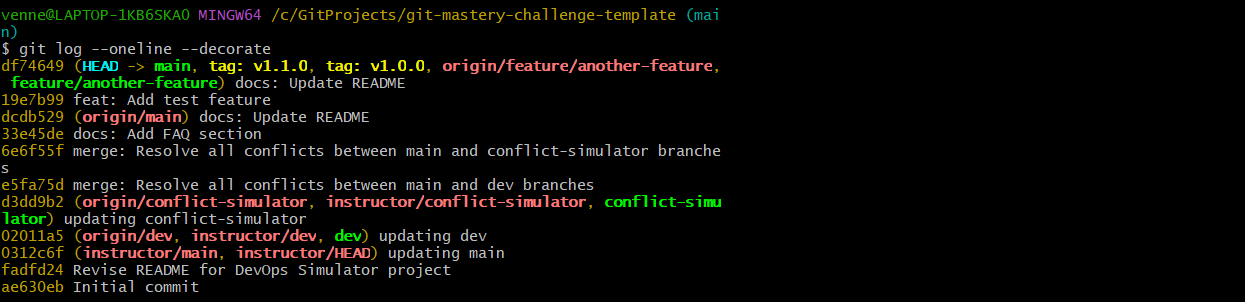 venne@LAPTOP-1KB6SKAO MINGW64 /c/GitProjects/git-mastery-challenge-template (mai
n)
$ git log --oneline --decorate
df74649 (HEAD -> main, tag: v1.1.0, tag: v1.0.0, origin/feature/another-feature,
 feature/another-feature) docs: Update README
19e7b99 feat: Add test feature
dcdb529 (origin/main) docs: Update README
33e45de docs: Add FAQ section
6e6f55f merge: Resolve all conflicts between main and conflict-simulator branche
s
e5fa75d merge: Resolve all conflicts between main and dev branches
d3dd9b2 (origin/conflict-simulator, instructor/conflict-simulator, conflict-simu
lator) updating conflict-simulator
02011a5 (origin/dev, instructor/dev, dev) updating dev
0312c6f (instructor/main, instructor/HEAD) updating main
fadfd24 Revise README for DevOps Simulator project
ae630eb Initial commit